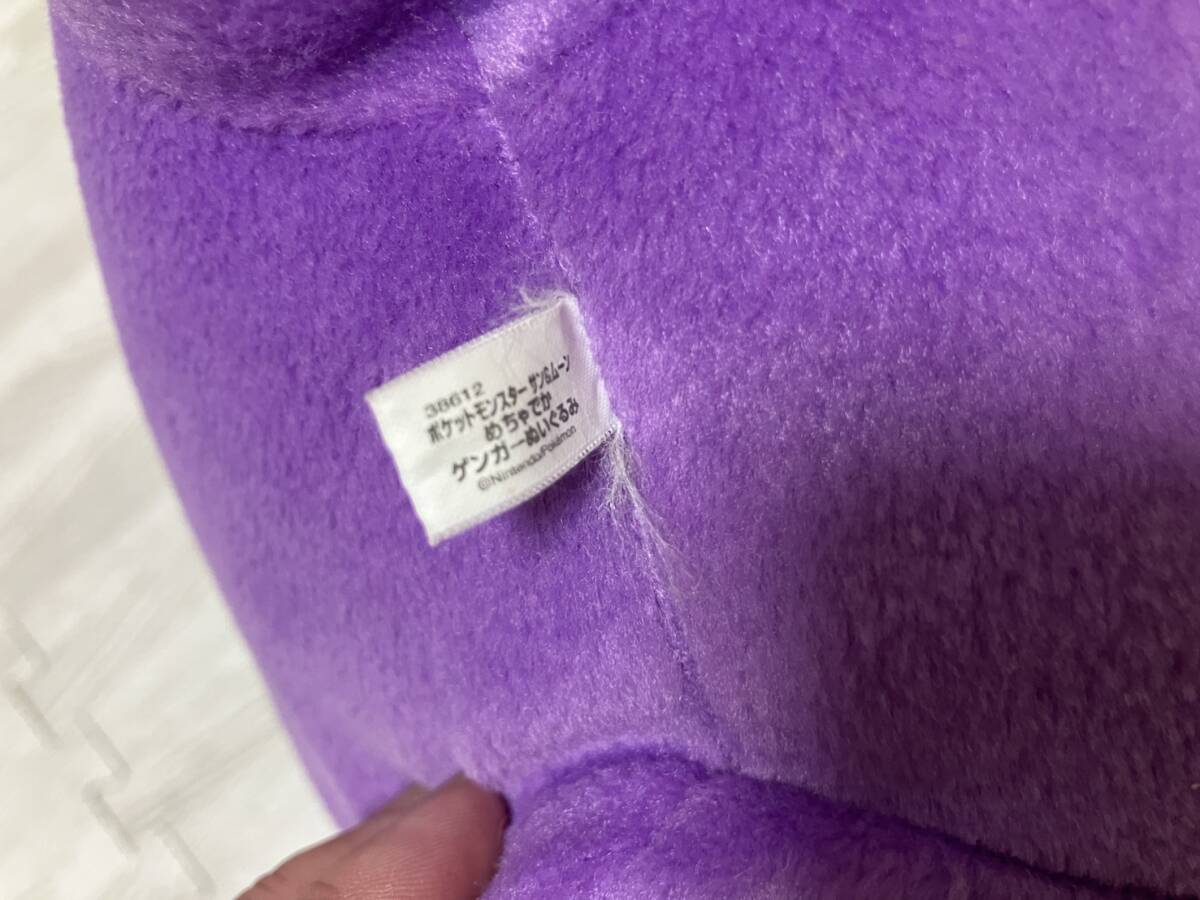 38612
ポケットモンスター サン&ムーン
めちゃでか
ゲンガーぬいぐるみ
©Nintendo/Pokémon